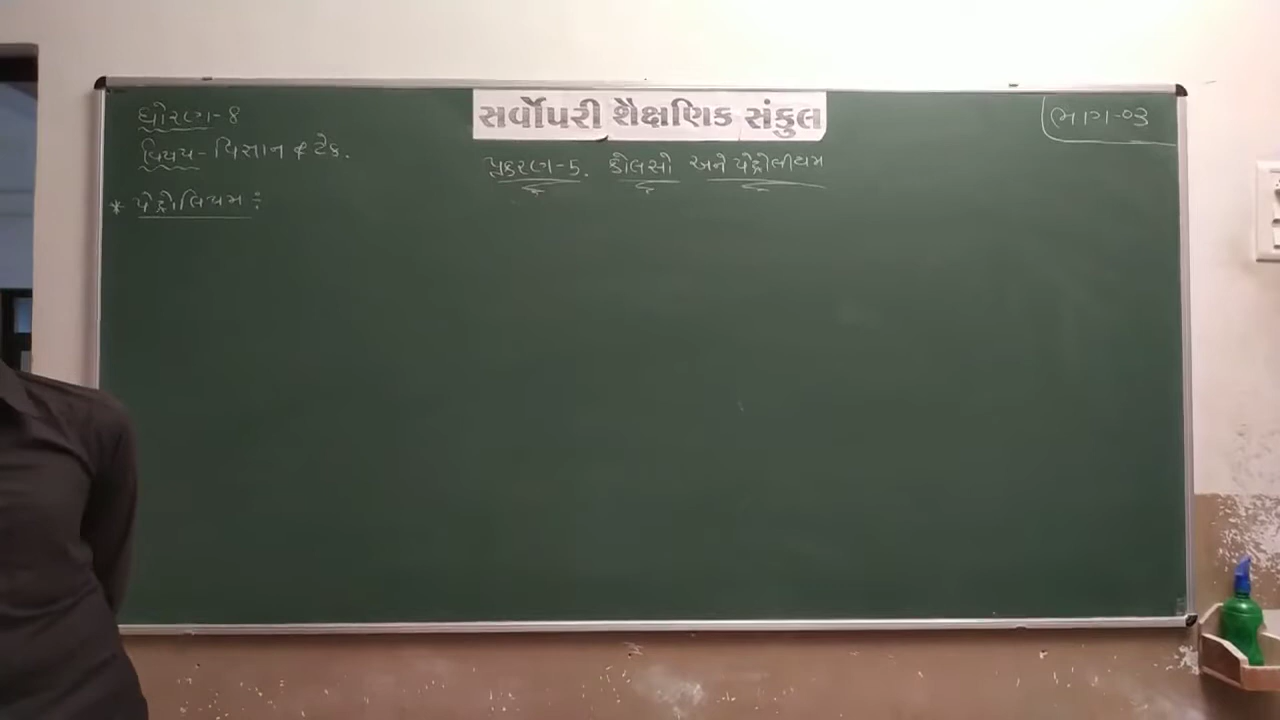 સર્વોપરી શૈક્ષણિક સંકુલ
ધોરણ-8
ભાગ-03
વિષય - વિજ્ઞાન & ટેક.
પ્રકરણ-5. કોલસો અને પેટ્રોલીયમ
* પેટ્રોલિયમ ÷